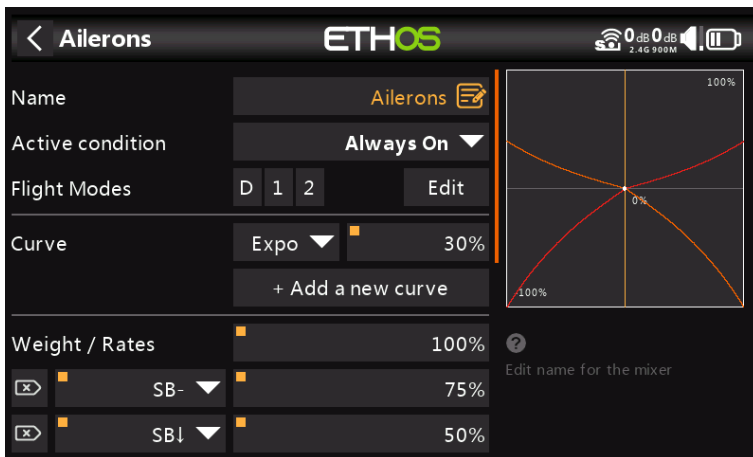 Ailerons
ETHOS
0dB 0dB
2.4G 900M
Name
Ailerons
Active condition
Always On
Flight Modes
D 1 2
Edit
Curve
Expo
30%
+ Add a new curve
Weight / Rates
100%
SB-
75%
SB↓
50%
100%
0%
-100%
?
Edit name for the mixer